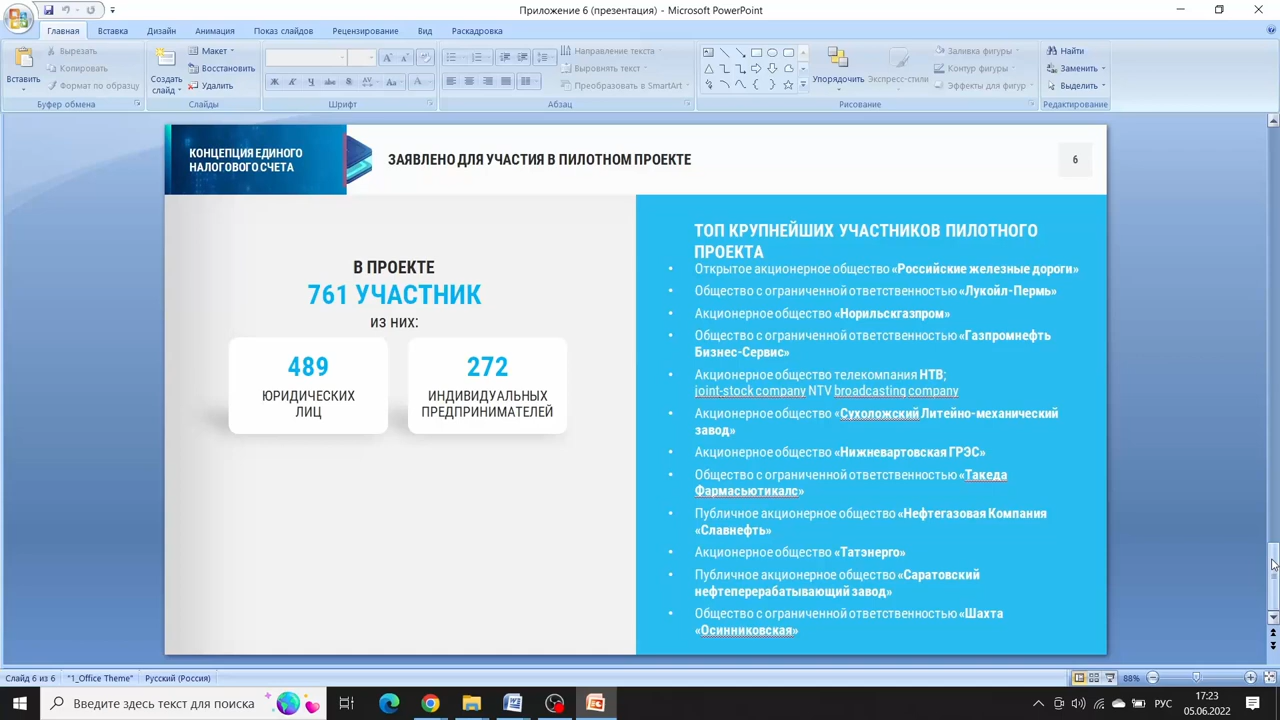 Приложение 6 (презентация) - Microsoft PowerPoint
Главная Вставка Дизайн Анимация Показ слайдов Рецензирование Вид Раскадровка
Вставить
Вырезать
Копировать
Формат по образцу
Буфер обмена
Создать слайд
Макет
Восстановить
Удалить
Слайды
Шрифт
Направление текста
Выровнять текст
Преобразовать в SmartArt
Абзац
Упорядочить
Экспресс-стили
Заливка фигуры
Контур фигуры
Эффекты для фигур
Рисование
Найти
Заменить
Выделить
Редактирование
КОНЦЕПЦИЯ ЕДИНОГО
НАЛОГОВОГО СЧЕТА
ЗАЯВЛЕНО ДЛЯ УЧАСТИЯ В ПИЛОТНОМ ПРОЕКТЕ
6
В ПРОЕКТЕ
761 УЧАСТНИК
из них:
489
ЮРИДИЧЕСКИХ
ЛИЦ
272
ИНДИВИДУАЛЬНЫХ
ПРЕДПРИНИМАТЕЛЕЙ
ТОП КРУПНЕЙШИХ УЧАСТНИКОВ ПИЛОТНОГО
ПРОЕКТА
• Открытое акционерное общество «Российские железные дороги»
• Общество с ограниченной ответственностью «Лукойл-Пермь»
• Акционерное общество «Норильскгазпром»
• Общество с ограниченной ответственностью «Газпромнефть
Бизнес-Сервис»
• Акционерное общество телекомпания НТВ;
joint-stock company NTV broadcasting company
• Акционерное общество «Сухоложский Литейно-механический
завод»
• Акционерное общество «Нижневартовская ГРЭС»
• Общество с ограниченной ответственностью «Такеда
Фармасьютикалс»
• Публичное акционерное общество «Нефтегазовая Компания
«Славнефть»
• Акционерное общество «Татэнерго»
• Публичное акционерное общество «Саратовский
нефтеперерабатывающий завод»
• Общество с ограниченной ответственностью «Шахта
«Осинниковская»
Слайд 6 из 6 "1_Office Theme" Русский (Россия) 88%
Введите здесь текст для поиска
РУС
17:23
05.06.2022